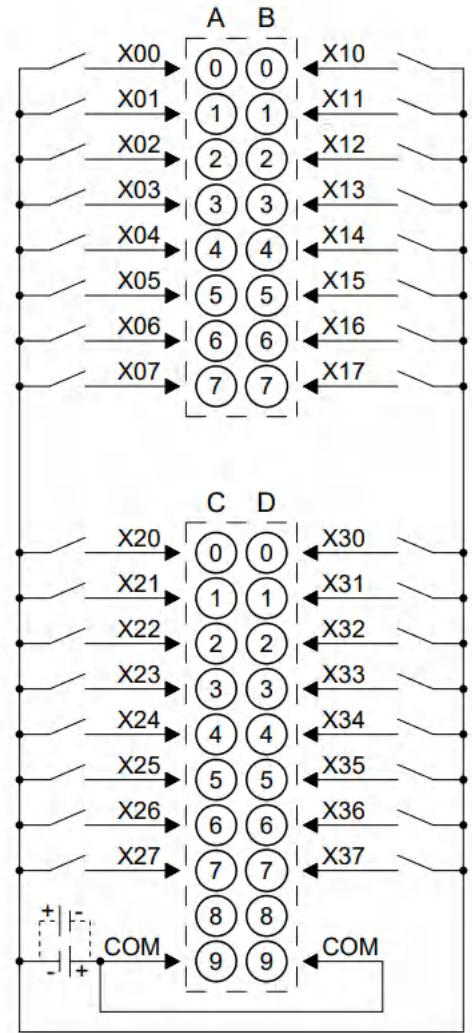 A B
X00 0 0 X10
X01 1 1 X11
X02 2 2 X12
X03 3 3 X13
X04 4 4 X14
X05 5 5 X15
X06 6 6 X16
X07 7 7 X17
C D
X20 0 0 X30
X21 1 1 X31
X22 2 2 X32
X23 3 3 X33
X24 4 4 X34
X25 5 5 X35
X26 6 6 X36
X27 7 7 X37
+ - 8 8
- + COM 9 9 COM